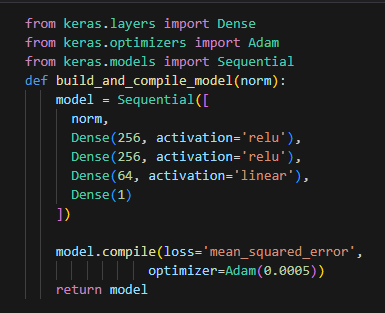 from keras.layers import Dense
from keras.optimizers import Adam
from keras.models import Sequential
def build_and_compile_model(norm):
    model = Sequential([
      norm,
      Dense(256, activation='relu'),
      Dense(256, activation='relu'),
      Dense(64, activation='linear'),
      Dense(1)
    ])

    model.compile(loss='mean_squared_error',
                optimizer=Adam(0.0005))
    return model